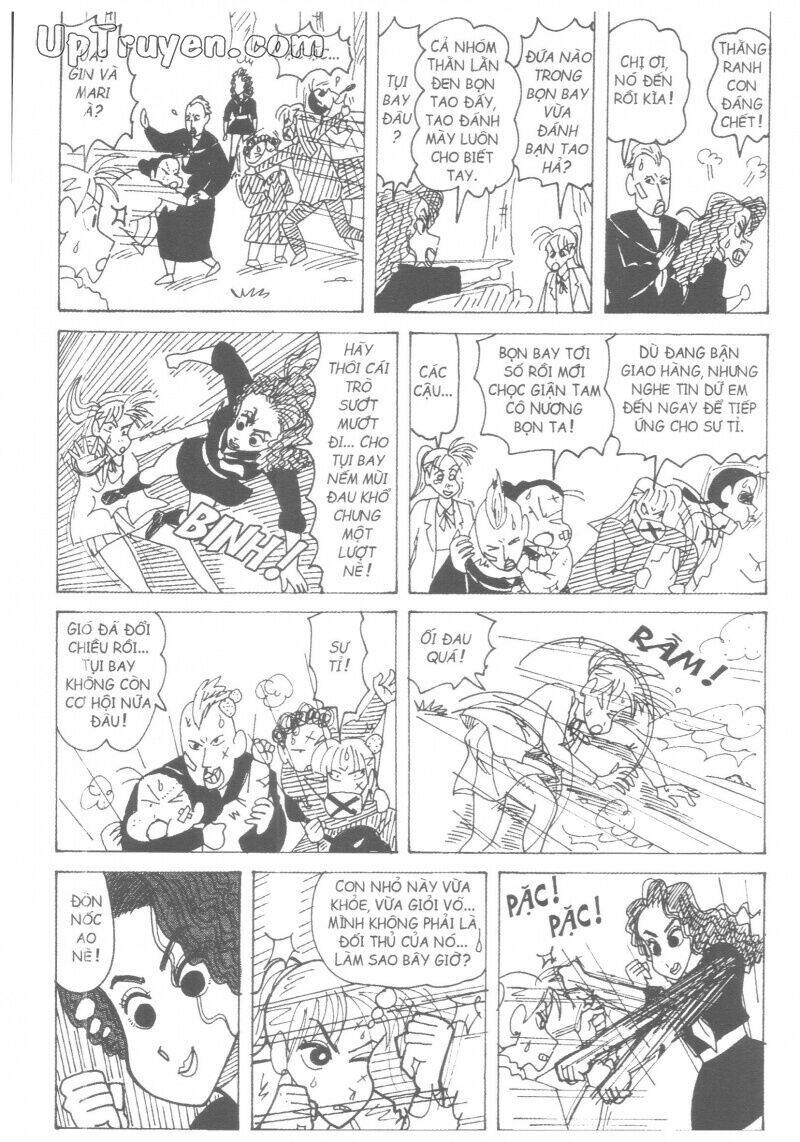 UpTruyen.com
THẰNG
RANH
CON
ĐÁNG
CHẾT!
CHỊ ƠI,
NÓ ĐẾN
RỒI KÌA!
ĐỨA NÀO
TRONG
BỌN BAY
VỪA
ĐÁNH
BẠN TAO
HẢ?
CẢ NHÓM
THẰN LẰN
ĐEN BỌN
TAO ĐẤY,
TAO ĐÁNH
MÀY LUÔN
CHO BIẾT
TAY.
TỤI
BAY
ĐÂU
?
GIN VÀ
MARI
À?
DÙ ĐANG BẬN
GIAO HÀNG, NHƯNG
NGHE TIN DỮ EM
ĐẾN NGAY ĐỂ TIẾP
ỨNG CHO SƯ TỈ.
BỌN BAY TỚI
SỐ RỒI MỚI
CHỌC GIẬN TAM
CÔ NƯƠNG
BỌN TA!
CÁC
CẬU...
HÃY
THÔI CÁI
TRÒ
SƯỚT
MƯỚT
ĐI... CHO
TỤI BAY
NẾM MÙI
ĐAU KHỔ
CHUNG
MỘT
LƯỢT
NÈ!
BINH!
RẦM!
ỐI ĐAU
QUÁ!
SƯ
TỈ!
GIÓ ĐÃ ĐỔI
CHIỀU RỒI...
TỤI BAY
KHÔNG CÒN
CƠ HỘI NỮA
ĐÂU!
PẶC!
PẶC!
CON NHỎ NÀY VỪA
KHỎE, VỪA GIỎI VÕ...
MÌNH KHÔNG PHẢI LÀ
ĐỐI THỦ CỦA NÓ...
LÀM SAO BÂY GIỜ?
ĐÒN
NỐC
AO
NÈ!